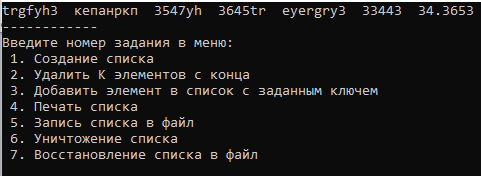 trgfyh3 кепанркп 3547yh 3645tr eyergry3 33443 34.3653
------------
Введите номер задания в меню:
1. Создание списка
2. Удалить К элементов с конца
3. Добавить элемент в список с заданным ключем
4. Печать списка
5. Запись списка в файл
6. Уничтожение списка
7. Восстановление списка в файл